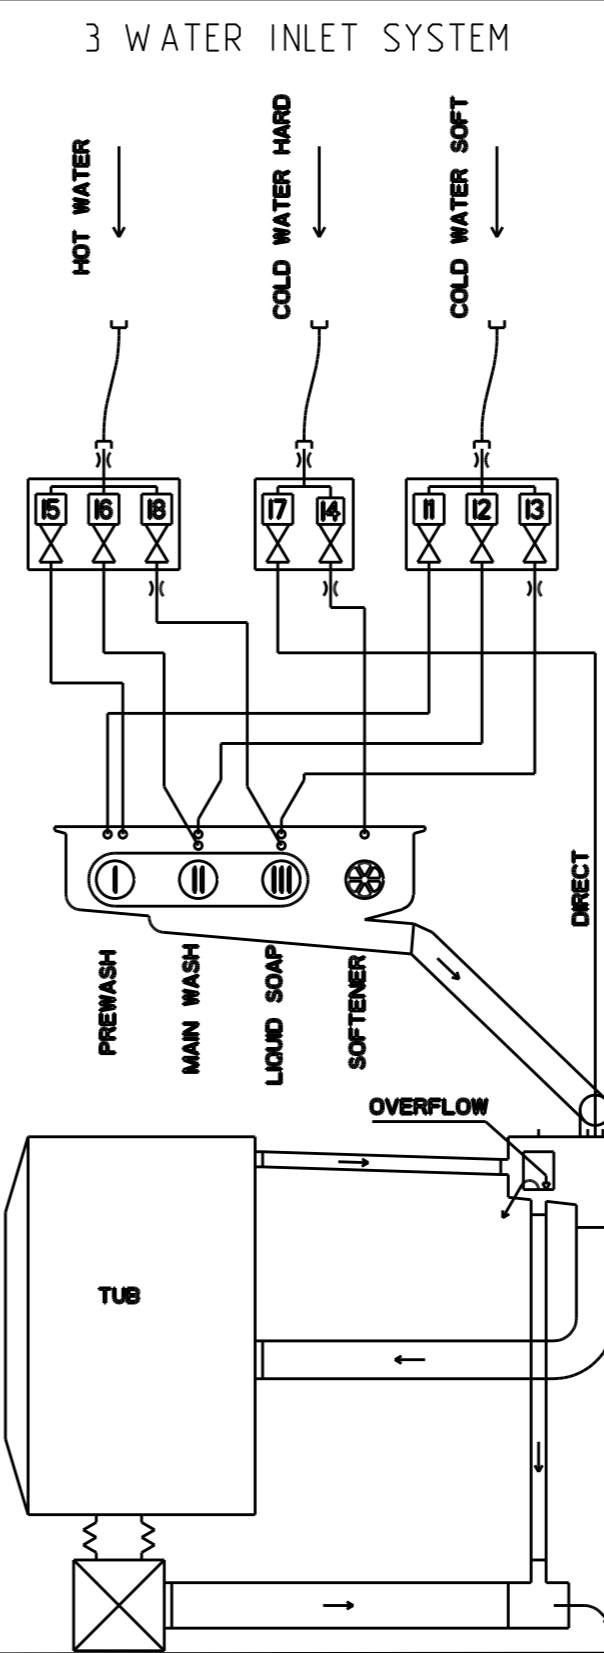 3 WATER INLET SYSTEM
HOT WATER
COLD WATER HARD
COLD WATER SOFT
I5 I6 I8 I7 I4 I1 I2 I3
I II III
DIRECT
PREWASH
MAIN WASH
LIQUID SOAP
SOFTENER
OVERFLOW
TUB